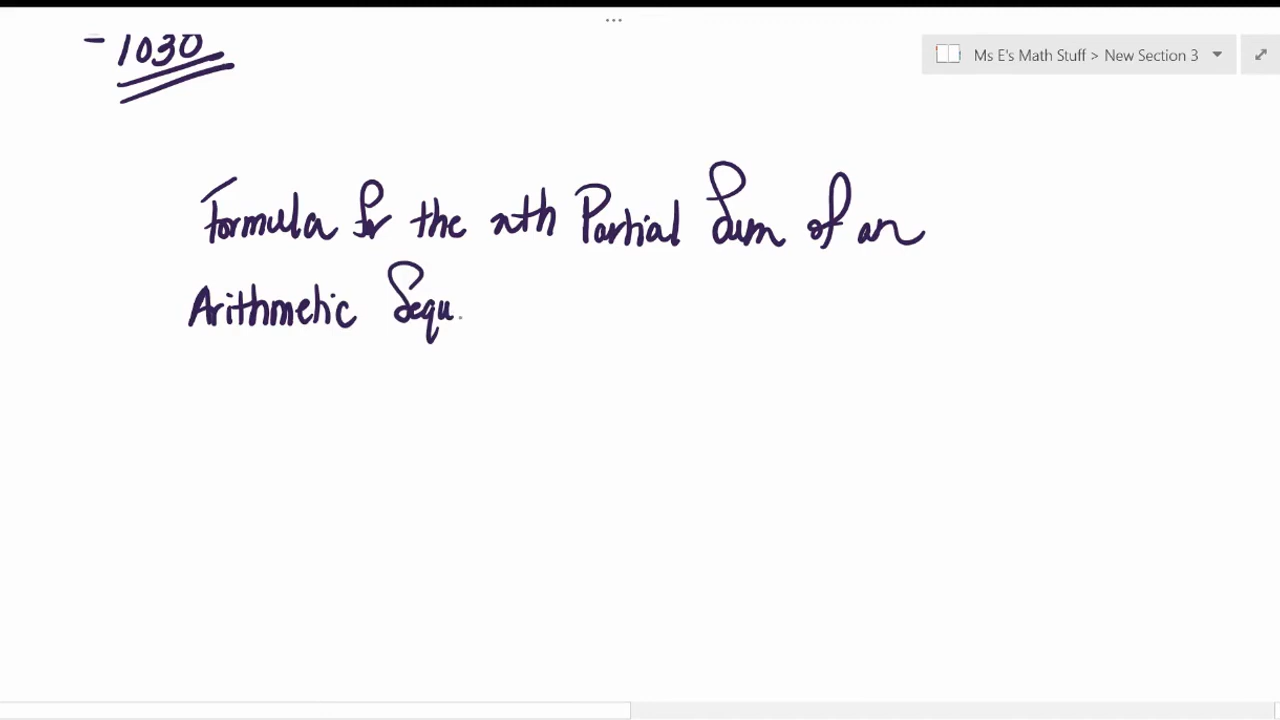 - 1030
Ms E's Math Stuff > New Section 3
Formula for the nth Partial Sum of an
Arithmetic Sequ